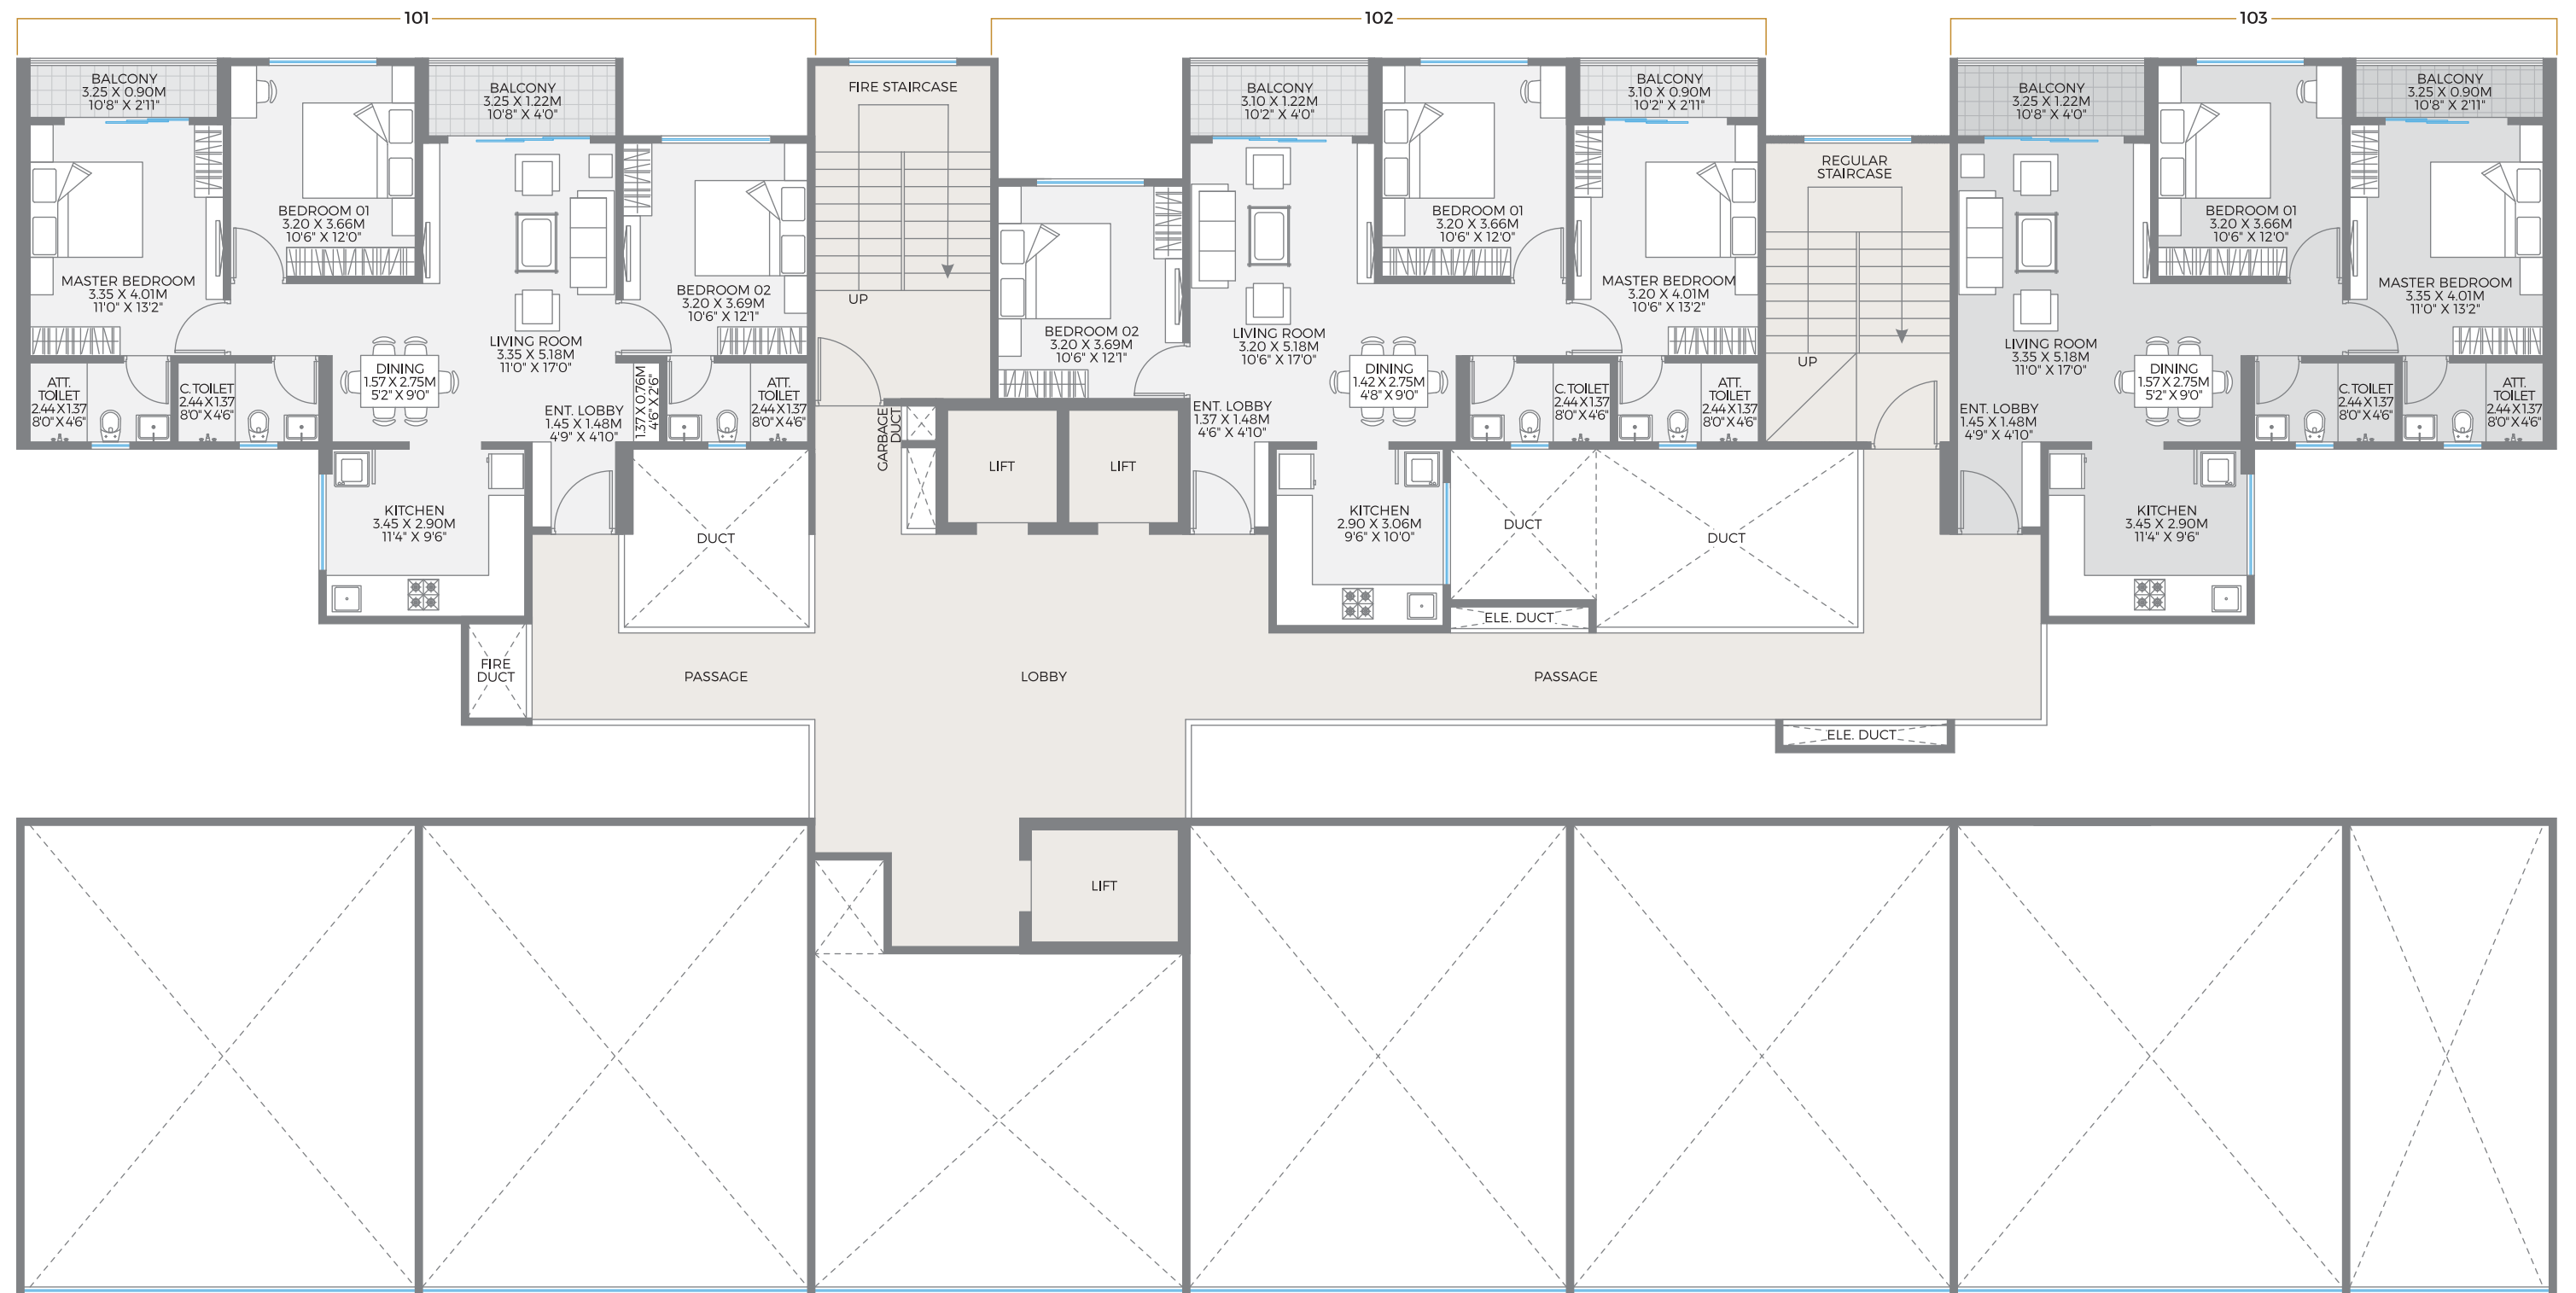 101
102
103
BALCONY
3.25 X 0.90M
10'8" X 2'11"
BEDROOM 01
3.20 X 3.66M
10'6" X 12'0"
BALCONY
3.25 X 1.22M
10'8" X 4'0"
MASTER BEDROOM
3.35 X 4.01M
11'0" X 13'2"
LIVING ROOM
3.35 X 5.18M
11'0" X 17'0"
BEDROOM 02
3.20 X 3.69M
10'6" X 12'1"
ATT.
TOILET
2.44 X 1.37
8'0" X 4'6"
C.TOILET
2.44 X 1.37
8'0" X 4'6"
DINING
1.57 X 2.75M
5'2" X 9'0"
ENT. LOBBY
1.45 X 1.48M
4'9" X 4'10"
1.37 X 0.76M
4'6" X 2'6"
ATT.
TOILET
2.44 X 1.37
8'0" X 4'6"
KITCHEN
3.45 X 2.90M
11'4" X 9'6"
DUCT
FIRE
DUCT
PASSAGE
FIRE STAIRCASE
UP
GARBAGE
DUCT
LIFT
LIFT
LOBBY
LIFT
BEDROOM 02
3.20 X 3.69M
10'6" X 12'1"
BALCONY
3.10 X 1.22M
10'2" X 4'0"
LIVING ROOM
3.20 X 5.18M
10'6" X 17'0"
BEDROOM 01
3.20 X 3.66M
10'6" X 12'0"
BALCONY
3.10 X 0.90M
10'2" X 2'11"
MASTER BEDROOM
3.20 X 4.01M
10'6" X 13'2"
ENT. LOBBY
1.37 X 1.48M
4'6" X 4'10"
DINING
1.42 X 2.75M
4'8" X 9'0"
C.TOILET
2.44 X 1.37
8'0" X 4'6"
ATT.
TOILET
2.44 X 1.37
8'0" X 4'6"
KITCHEN
2.90 X 3.06M
9'6" X 10'0"
DUCT
DUCT
ELE. DUCT
PASSAGE
ELE. DUCT
REGULAR
STAIRCASE
UP
BALCONY
3.25 X 1.22M
10'8" X 4'0"
BEDROOM 01
3.20 X 3.66M
10'6" X 12'0"
BALCONY
3.25 X 0.90M
10'8" X 2'11"
LIVING ROOM
3.35 X 5.18M
11'0" X 17'0"
MASTER BEDROOM
3.35 X 4.01M
11'0" X 13'2"
ENT. LOBBY
1.45 X 1.48M
4'9" X 4'10"
DINING
1.57 X 2.75M
5'2" X 9'0"
C.TOILET
2.44 X 1.37
8'0" X 4'6"
ATT.
TOILET
2.44 X 1.37
8'0" X 4'6"
KITCHEN
3.45 X 2.90M
11'4" X 9'6"